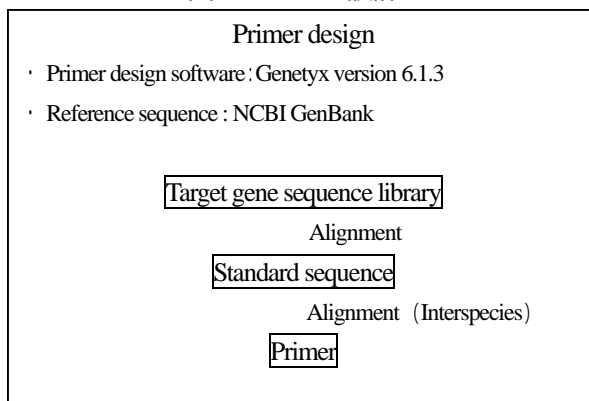 Primer design
· Primer design software : Genetyx version 6.1.3
· Reference sequence : NCBI GenBank
Target gene sequence library
Alignment
Standard sequence
Alignment (Interspecies)
Primer